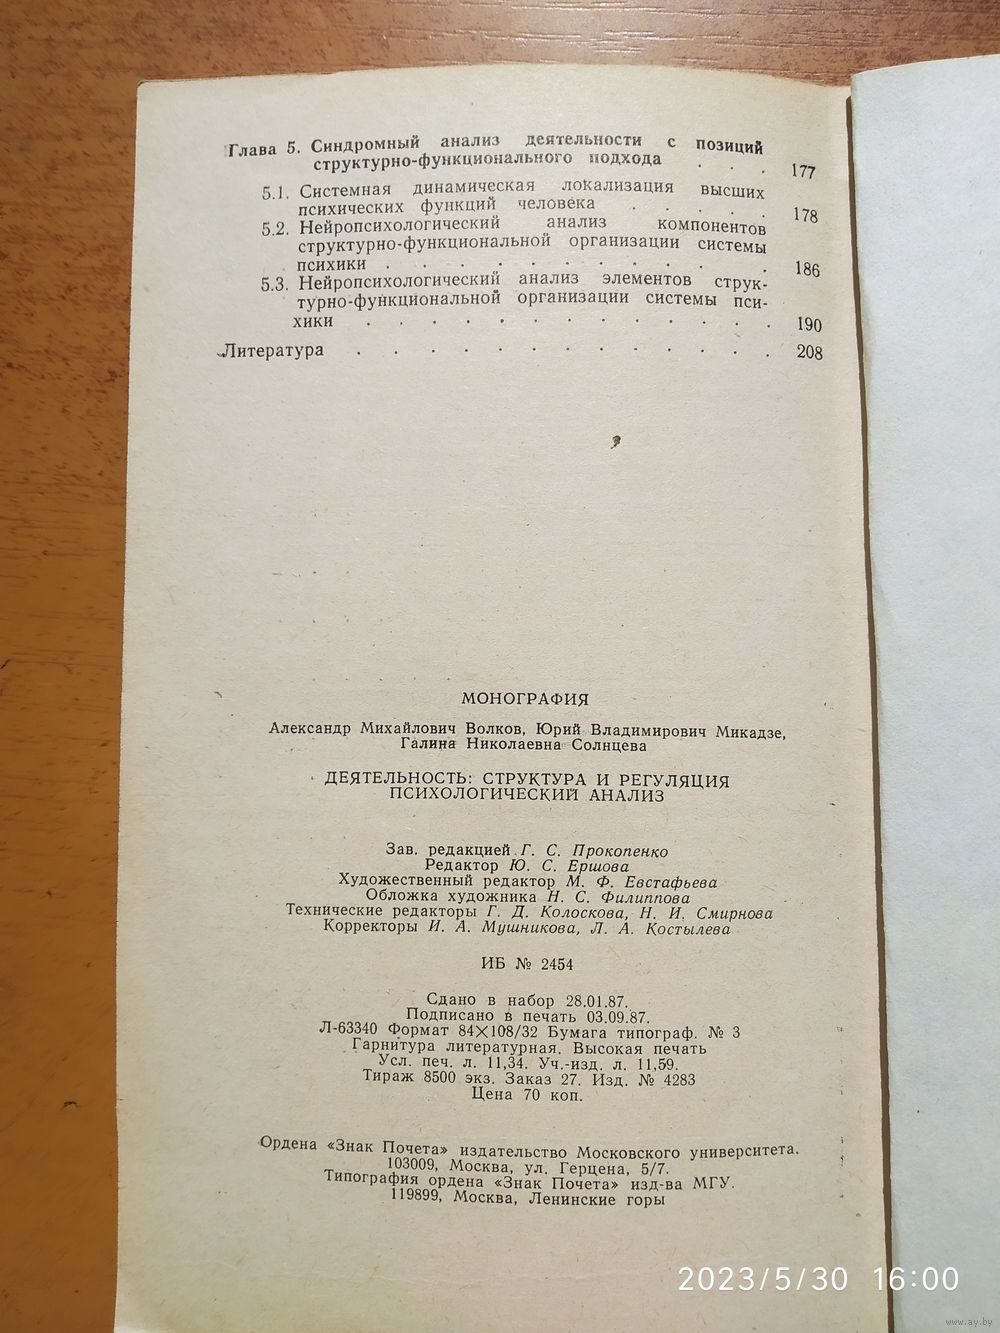 Глава 5. Синдромный анализ деятельности с позиций
структурно-функционального подхода . . . 177
5.1. Системная динамическая локализация высших
психических функций человека . . . . . 178
5.2. Нейропсихологический анализ компонентов
структурно-функциональной организации системы
психики . . . . . . . . . . . 186
5.3. Нейропсихологический анализ элементов струк-
турно-функциональной организации системы пси-
хики . . . . . . . . . . . . 190
Литература . . . . . . . . . . . . 208
МОНОГРАФИЯ
Александр Михайлович Волков, Юрий Владимирович Микадзе,
Галина Николаевна Солнцева
ДЕЯТЕЛЬНОСТЬ: СТРУКТУРА И РЕГУЛЯЦИЯ
ПСИХОЛОГИЧЕСКИЙ АНАЛИЗ
Зав. редакцией Г. С. Прокопенко
Редактор Ю. С. Ершова
Художественный редактор М. Ф. Евстафьева
Обложка художника Н. С. Филиппова
Технические редакторы Г. Д. Колоскова, Н. И. Смирнова
Корректоры И. А. Мушникова, Л. А. Костылева
ИБ № 2454
Сдано в набор 28.01.87.
Подписано в печать 03.09.87.
Л-63340 Формат 84×108/32 Бумага типограф. № 3
Гарнитура литературная. Высокая печать
Усл. печ. л. 11,34. Уч.-изд. л. 11,59.
Тираж 8500 экз. Заказ 27. Изд. № 4283
Цена 70 коп.
Ордена «Знак Почета» издательство Московского университета.
103009, Москва, ул. Герцена, 5/7.
Типография ордена «Знак Почета» изд-ва МГУ.
119899, Москва, Ленинские горы
2023/5/30 16:00
www.ay.by